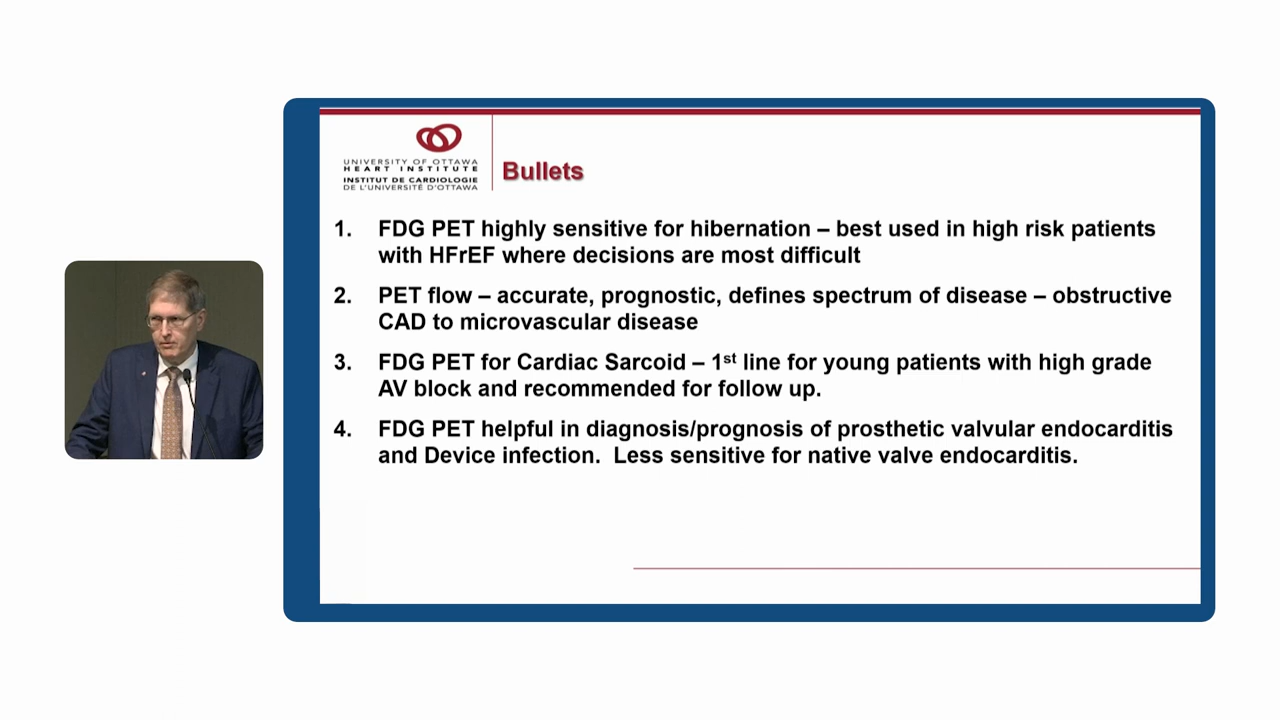 UNIVERSITY OF OTTAWA
HEART INSTITUTE
INSTITUT DE CARDIOLOGIE
DE L'UNIVERSITÉ D'OTTAWA
Bullets
1. FDG PET highly sensitive for hibernation – best used in high risk patients
with HFrEF where decisions are most difficult
2. PET flow – accurate, prognostic, defines spectrum of disease – obstructive
CAD to microvascular disease
3. FDG PET for Cardiac Sarcoid – 1st line for young patients with high grade
AV block and recommended for follow up.
4. FDG PET helpful in diagnosis/prognosis of prosthetic valvular endocarditis
and Device infection. Less sensitive for native valve endocarditis.